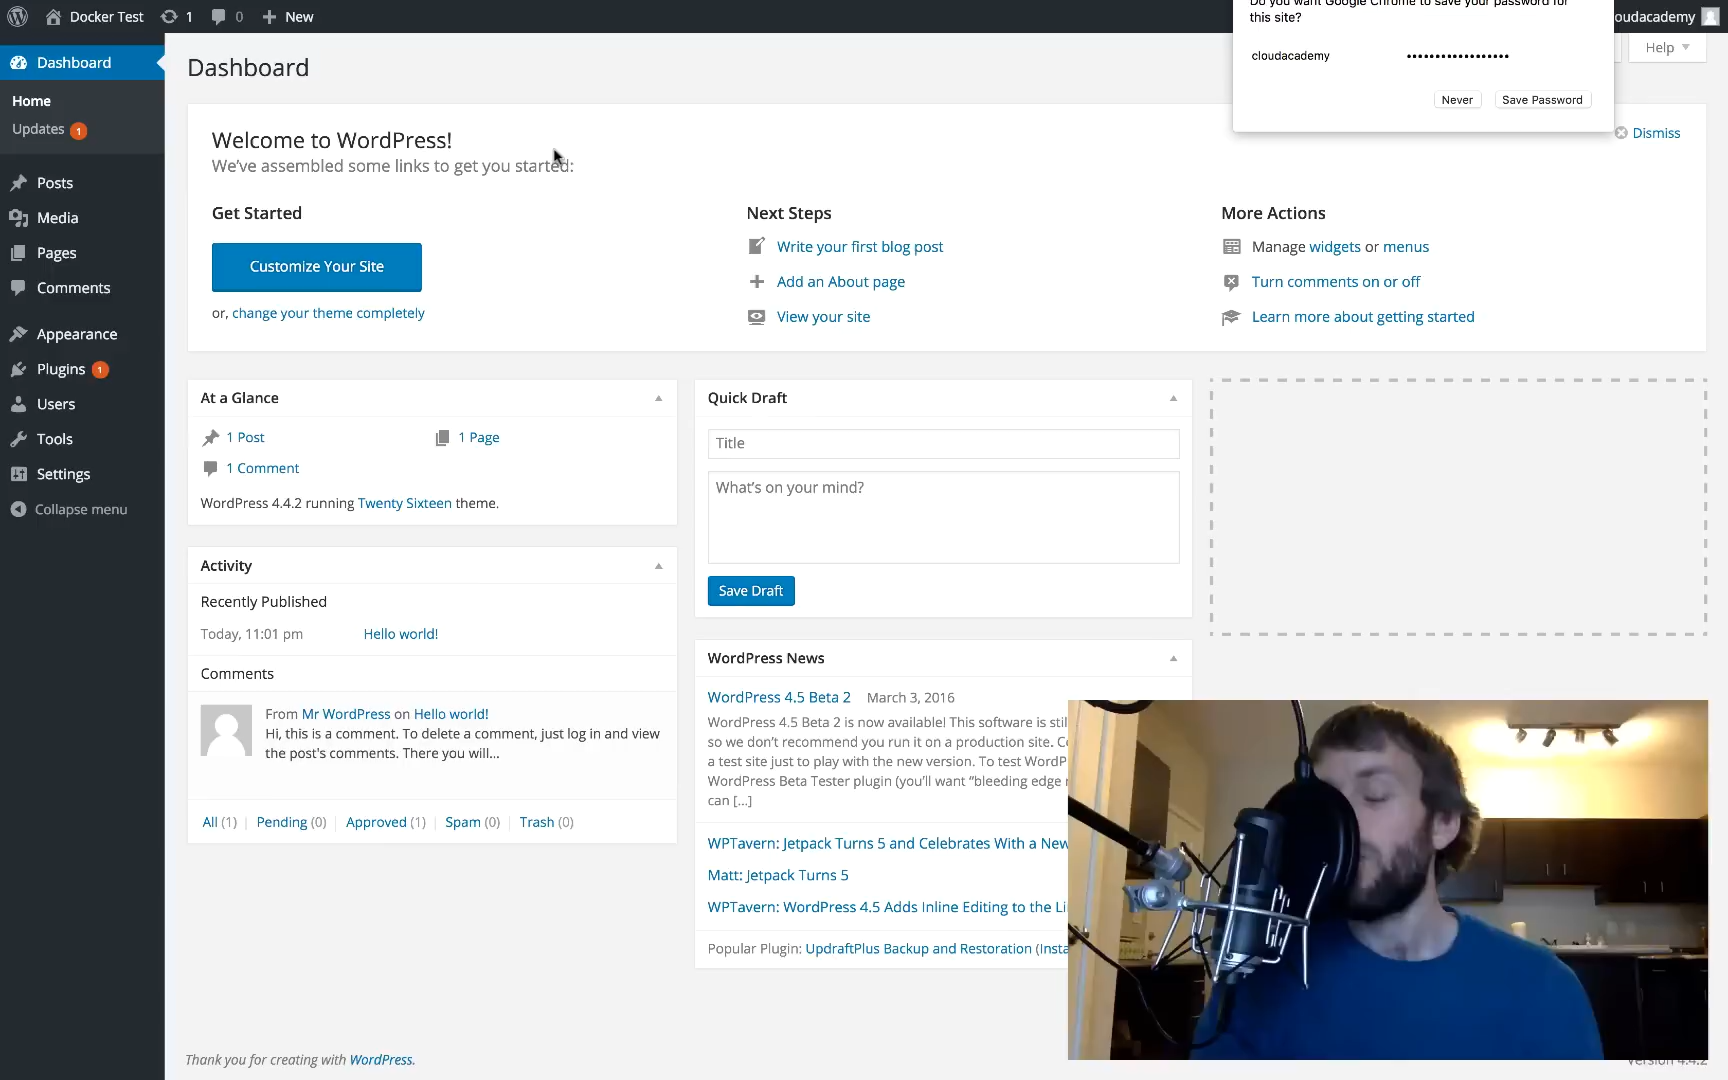 Docker Test
1
0
New
Do you want Google Chrome to save your password for
this site?
cloudacademy
••••••••••••••••••
Never
Save Password
oudacademy
Help
Dashboard
Home
Updates 1
Posts
Media
Pages
Comments
Appearance
Plugins 1
Users
Tools
Settings
Collapse menu
Dashboard
Welcome to WordPress!
Dismiss
We've assembled some links to get you started:
Get Started
Customize Your Site
or, change your theme completely
Next Steps
Write your first blog post
Add an About page
View your site
More Actions
Manage widgets or menus
Turn comments on or off
Learn more about getting started
At a Glance
1 Post
1 Page
1 Comment
WordPress 4.4.2 running Twenty Sixteen theme.
Activity
Recently Published
Today, 11:01 pm
Hello world!
Comments
From Mr WordPress on Hello world!
Hi, this is a comment. To delete a comment, just log in and view
the post's comments. There you will...
All (1) | Pending (0) | Approved (1) | Spam (0) | Trash (0)
Quick Draft
Title
What's on your mind?
Save Draft
WordPress News
WordPress 4.5 Beta 2 March 3, 2016
WordPress 4.5 Beta 2 is now available! This software is stil
so we don't recommend you run it on a production site. C
a test site just to play with the new version. To test WordP
WordPress Beta Tester plugin (you'll want "bleeding edge
can [...]
WPTavern: Jetpack Turns 5 and Celebrates With a New
Matt: Jetpack Turns 5
WPTavern: WordPress 4.5 Adds Inline Editing to the Li
Popular Plugin: UpdraftPlus Backup and Restoration (Insta
Thank you for creating with WordPress.
Version 4.4.2